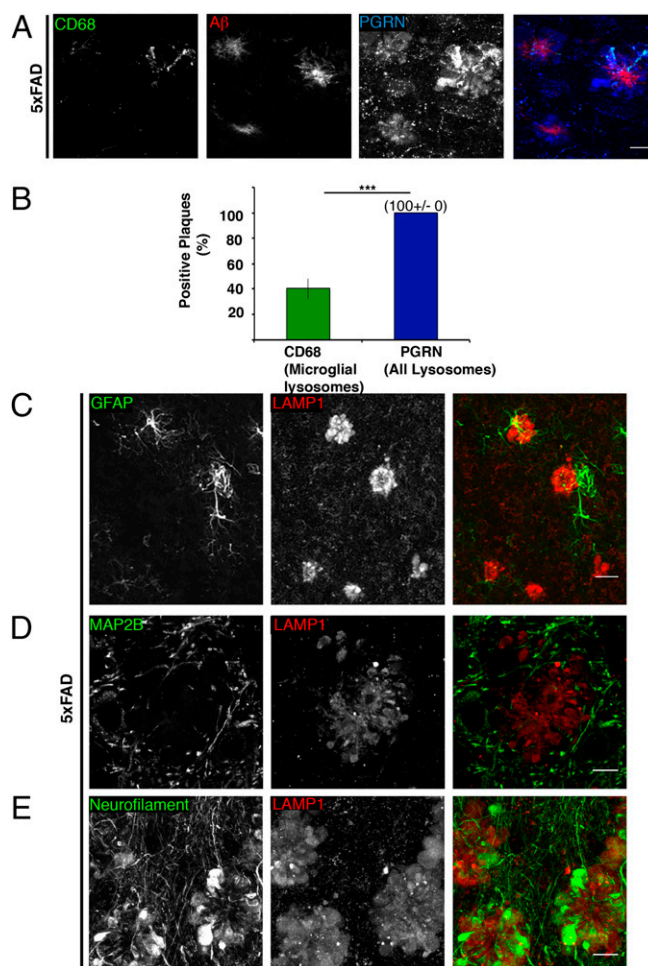 A
CD68
Aβ
PGRN
5xFAD
B
***
(100+/- 0)
Positive Plaques
(%)
100
80
60
40
20
CD68
(Microglial
lysosomes)
PGRN
(All Lysosomes)
C
GFAP
LAMP1
D
MAP2B
LAMP1
5xFAD
E
Neurofilament
LAMP1